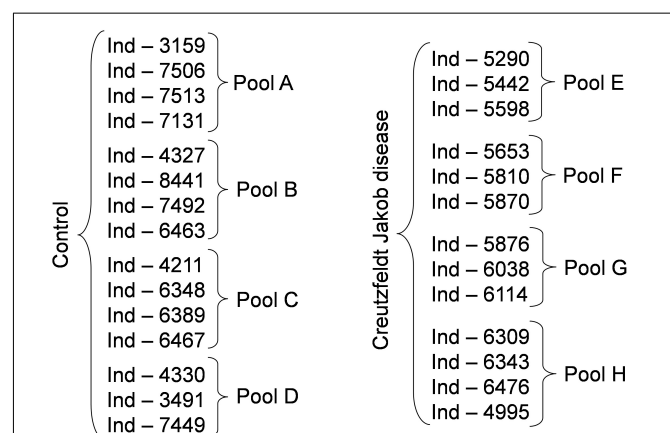 Control
Ind – 3159
Ind – 7506
Ind – 7513
Ind – 7131
Pool A
Ind – 4327
Ind – 8441
Ind – 7492
Ind – 6463
Pool B
Ind – 4211
Ind – 6348
Ind – 6389
Ind – 6467
Pool C
Ind – 4330
Ind – 3491
Ind – 7449
Pool D
Creutzfeldt Jakob disease
Ind – 5290
Ind – 5442
Ind – 5598
Pool E
Ind – 5653
Ind – 5810
Ind – 5870
Pool F
Ind – 5876
Ind – 6038
Ind – 6114
Pool G
Ind – 6309
Ind – 6343
Ind – 6476
Ind – 4995
Pool H